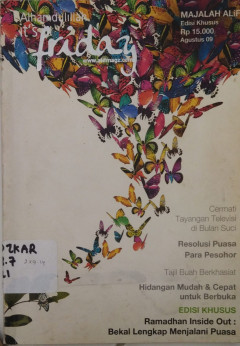 Alhamdulillah
IT'S
friday
MAJALAH ALIF
Edisi Khusus
Rp 15.000
Agustus 09
Cermati
Tayangan Televisi
di Bulan Suci
Resolusi Puasa
Para Pesohor
Tajil Buah Berkhasiat
Hidangan Mudah & Cepat
untuk Berbuka
EDISI KHUSUS
Ramadhan Inside Out :
Bekal Lengkap Menjalani Puasa